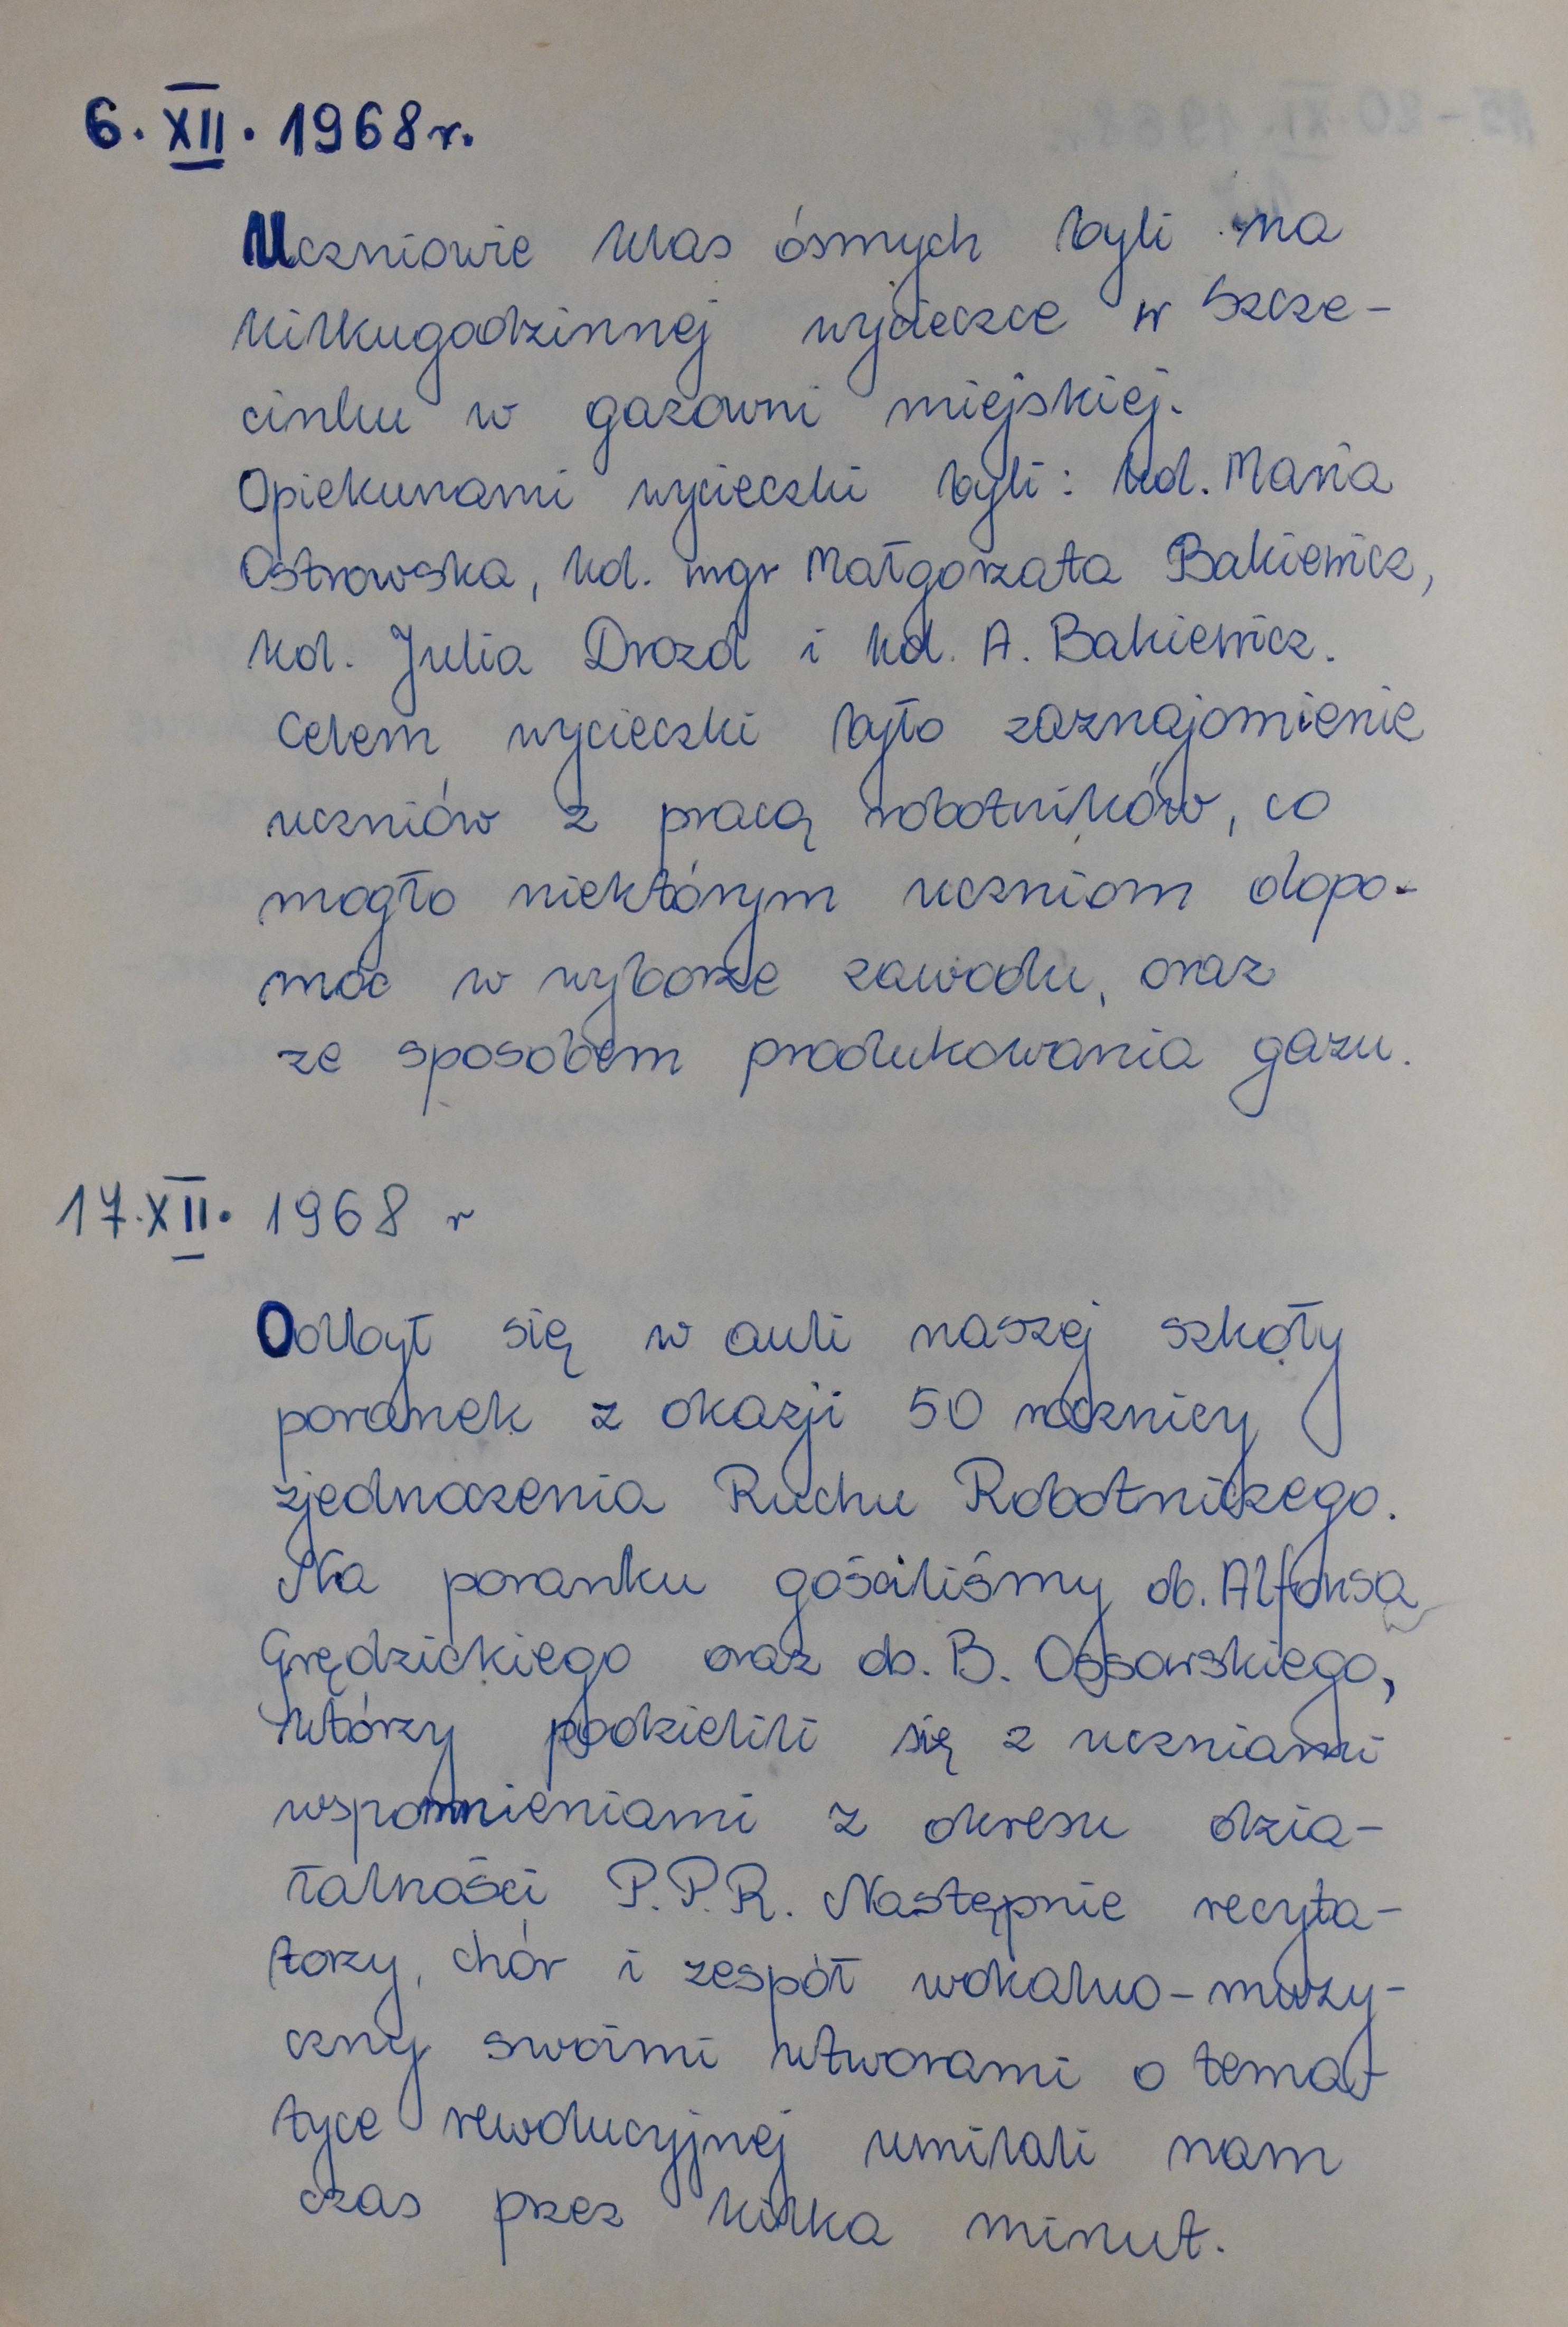 6. XII. 1968 r.
Uczniowie klas ósmych byli na
kilkugodzinnej wycieczce w Szcze-
cinku w gazowni miejskiej.
Opiekunami wycieczki byli: kol. Maria
Ostrowska, kol. mgr Małgorzata Bakiewicz,
kol. Julia Drozd i kol. A. Bakiewicz.
Celem wycieczki było zaznajomienie
uczniów z pracą robotników, co
mogło niektórym uczniom dopo-
móc w wyborze zawodu, oraz
ze sposobem produkowania gazu.
17. XII. 1968 r
Odbył się w auli naszej szkoły
poranek z okazji 50 rocznicy
zjednoczenia Ruchu Robotniczego.
Na poranku gościliśmy ob. Alfonsa
Grędzickiego oraz ob. B. Ossowskiego,
którzy podzielili się z uczniami
wspomnieniami z okresu dzia-
łalności P.P.R. Następnie recyta-
torzy, chór i zespół wokalno-muzy-
czny swoimi utworami o tema-
tyce rewolucyjnej umilali nam
czas przez kilka minut.